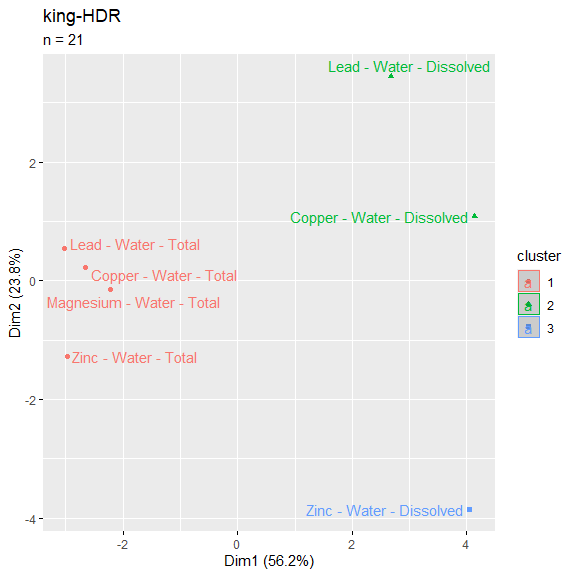 king-HDR
n = 21
Lead - Water - Dissolved
2
Copper - Water - Dissolved
Lead - Water - Total
Copper - Water - Total
0
Magnesium - Water - Total
Zinc - Water - Total
-2
Zinc - Water - Dissolved
-4
-2
0
2
4
Dim1 (56.2%)
Dim2 (23.8%)
cluster
1
2
3